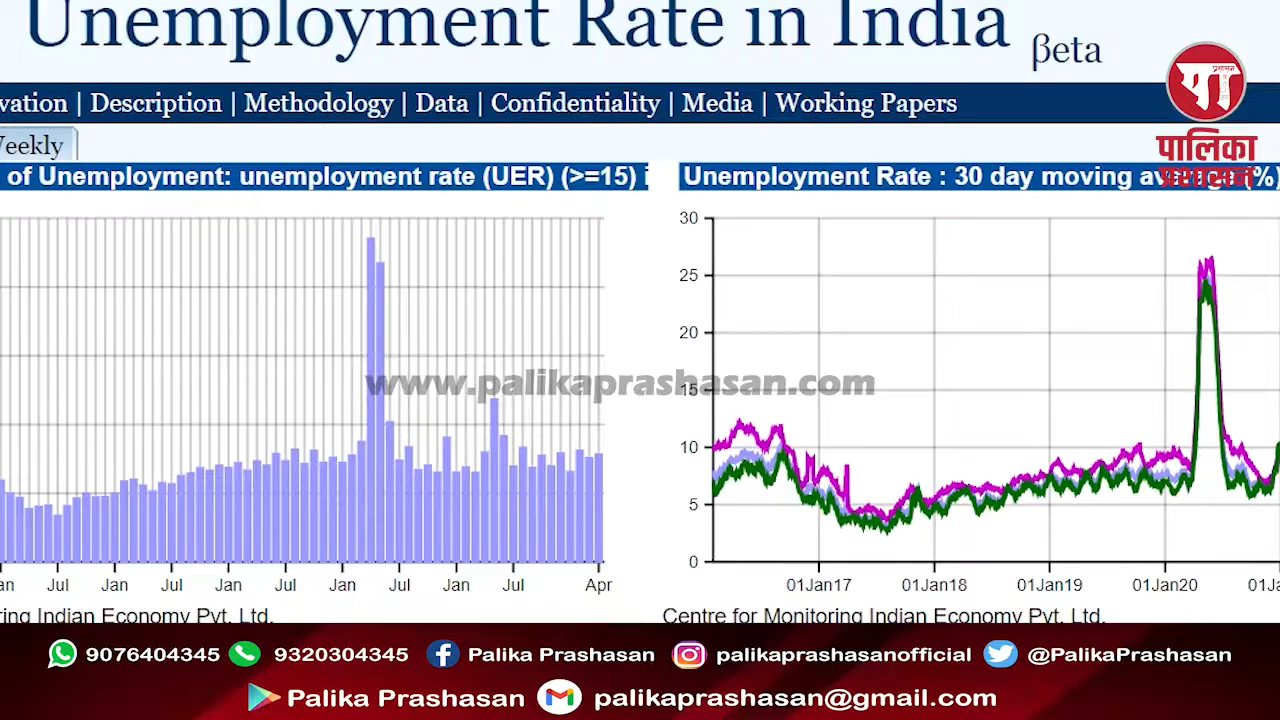 Unemployment Rate in India βeta
vation | Description | Methodology | Data | Confidentiality | Media | Working Papers
Weekly
of Unemployment: unemployment rate (UER) (>=15) i
Unemployment Rate : 30 day moving average (%)
पालिका
प्रशासन
30
25
20
15
10
5
0
www.palikaprashasan.com
an Jul Jan Jul Jan Jul Jan Jul Jan Jul Apr
01Jan17 01Jan18 01Jan19 01Jan20 01Ja
ring Indian Economy Pvt. Ltd.
Centre for Monitoring Indian Economy Pvt. Ltd.
9076404345 9320304345 Palika Prashasan palikaprashasanofficial @PalikaPrashasan
Palika Prashasan palikaprashasan@gmail.com